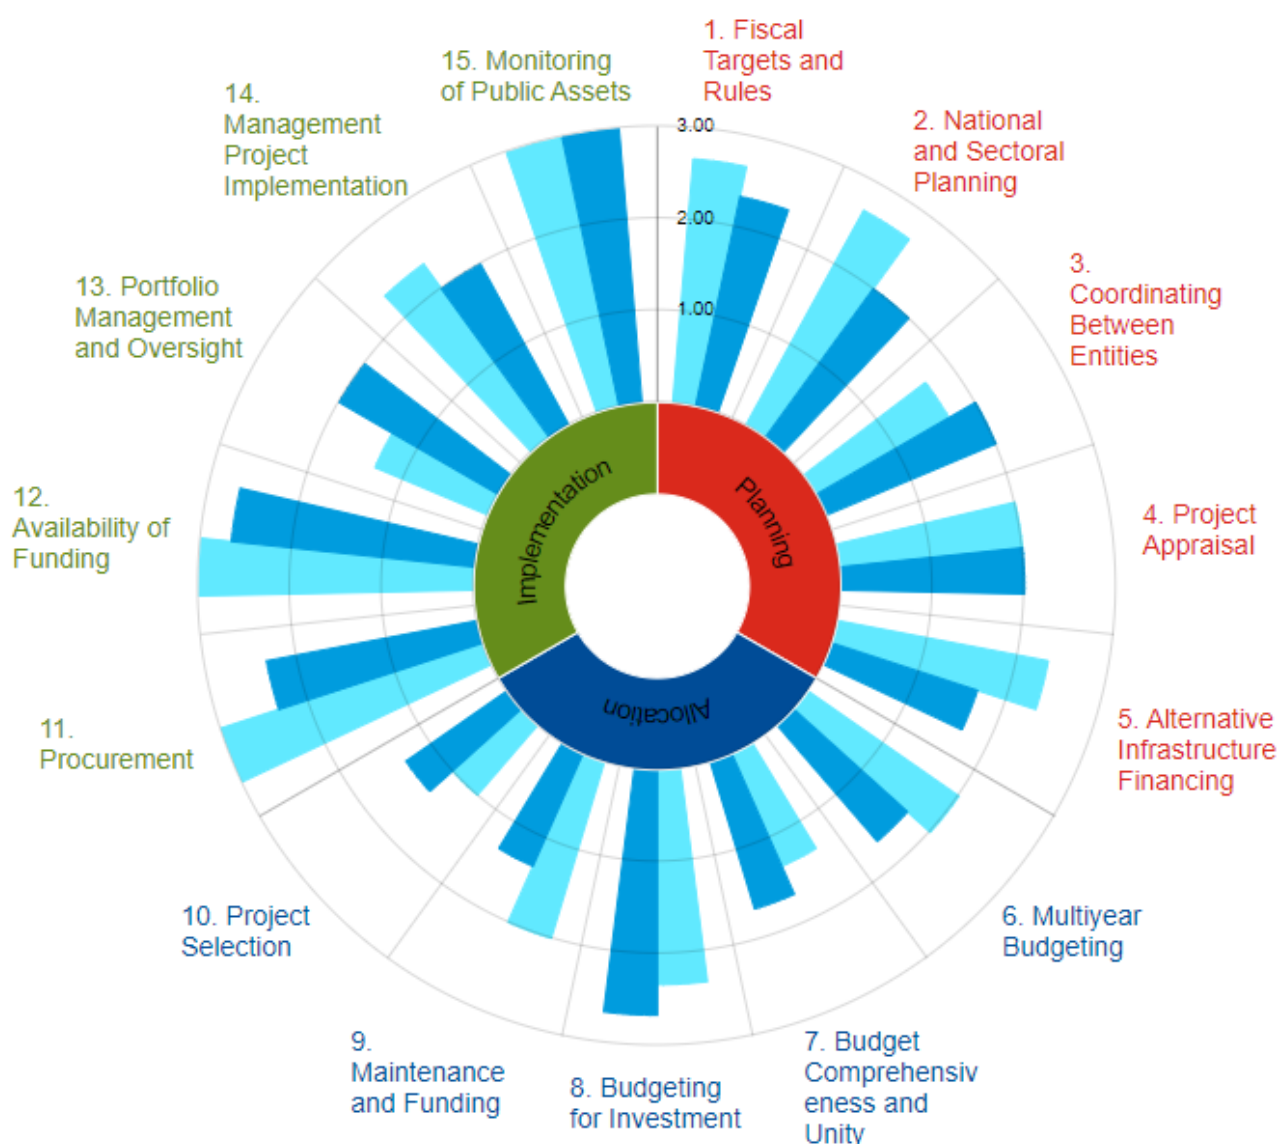 1. Fiscal
Targets and
Rules
2. National
and Sectoral
Planning
3.
Coordinating
Between
Entities
4. Project
Appraisal
5. Alternative
Infrastructure
Financing
6. Multiyear
Budgeting
7. Budget
Comprehensiv
eness and
Unity
8. Budgeting
for Investment
9.
Maintenance
and Funding
10. Project
Selection
11.
Procurement
12.
Availability of
Funding
13. Portfolio
Management
and Oversight
14.
Management
Project
Implementation
15. Monitoring
of Public Assets
3.00
2.00
1.00
Planning
Allocation
Implementation